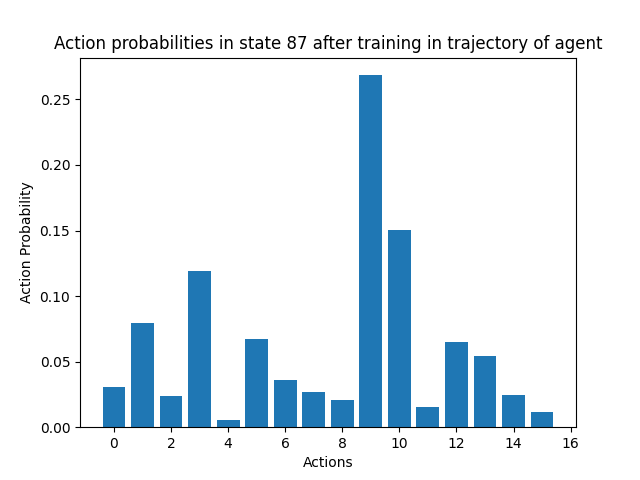 Action probabilities in state 87 after training in trajectory of agent
0.25
0.20
0.15
0.10
0.05
0.00
Action Probability
0 2 4 6 8 10 12 14 16
Actions